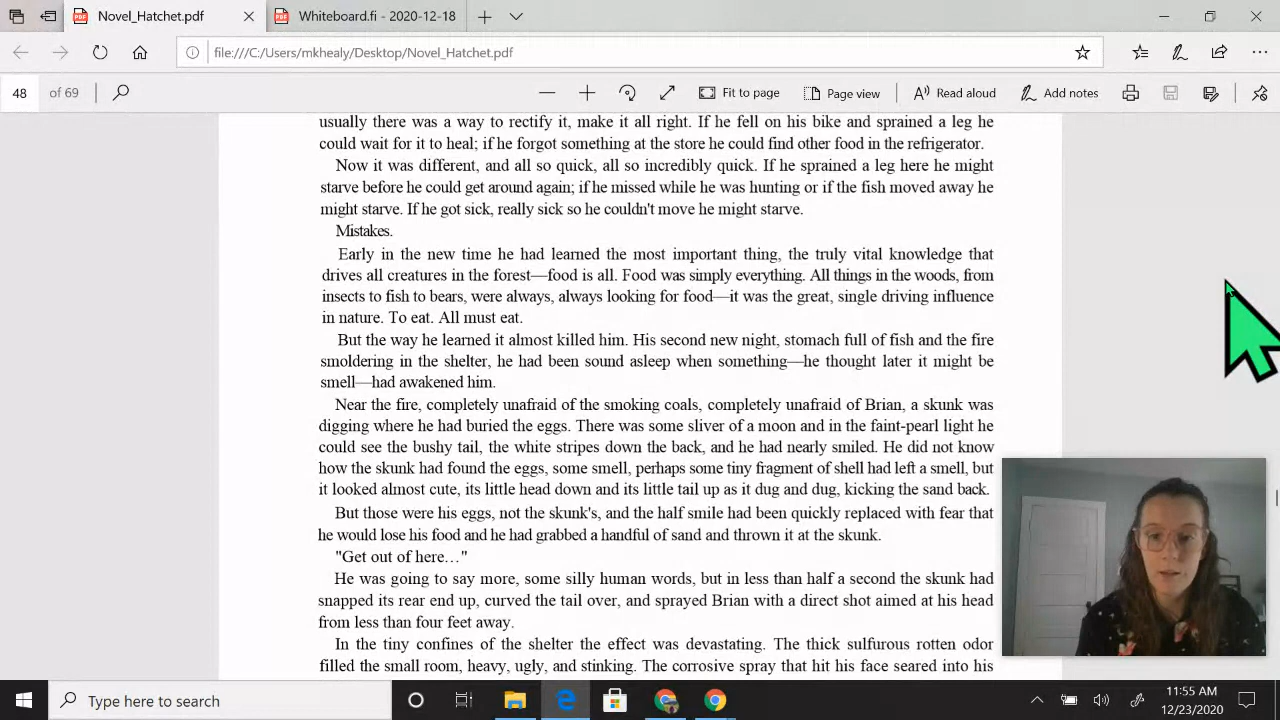 Novel_Hatchet.pdf
Whiteboard.fi - 2020-12-18
file:///C:/Users/mkhealy/Desktop/Novel_Hatchet.pdf
48 of 69
Fit to page
Page view
Read aloud
Add notes
usually there was a way to rectify it, make it all right. If he fell on his bike and sprained a leg he
could wait for it to heal; if he forgot something at the store he could find other food in the refrigerator.
Now it was different, and all so quick, all so incredibly quick. If he sprained a leg here he might
starve before he could get around again; if he missed while he was hunting or if the fish moved away he
might starve. If he got sick, really sick so he couldn't move he might starve.
Mistakes.
Early in the new time he had learned the most important thing, the truly vital knowledge that
drives all creatures in the forest—food is all. Food was simply everything. All things in the woods, from
insects to fish to bears, were always, always looking for food—it was the great, single driving influence
in nature. To eat. All must eat.
But the way he learned it almost killed him. His second new night, stomach full of fish and the fire
smoldering in the shelter, he had been sound asleep when something—he thought later it might be
smell—had awakened him.
Near the fire, completely unafraid of the smoking coals, completely unafraid of Brian, a skunk was
digging where he had buried the eggs. There was some sliver of a moon and in the faint-pearl light he
could see the bushy tail, the white stripes down the back, and he had nearly smiled. He did not know
how the skunk had found the eggs, some smell, perhaps some tiny fragment of shell had left a smell, but
it looked almost cute, its little head down and its little tail up as it dug and dug, kicking the sand back.
But those were his eggs, not the skunk's, and the half smile had been quickly replaced with fear that
he would lose his food and he had grabbed a handful of sand and thrown it at the skunk.
"Get out of here…"
He was going to say more, some silly human words, but in less than half a second the skunk had
snapped its rear end up, curved the tail over, and sprayed Brian with a direct shot aimed at his head
from less than four feet away.
In the tiny confines of the shelter the effect was devastating. The thick sulfurous rotten odor
filled the small room, heavy, ugly, and stinking. The corrosive spray that hit his face seared into his
Type here to search
11:55 AM
12/23/2020